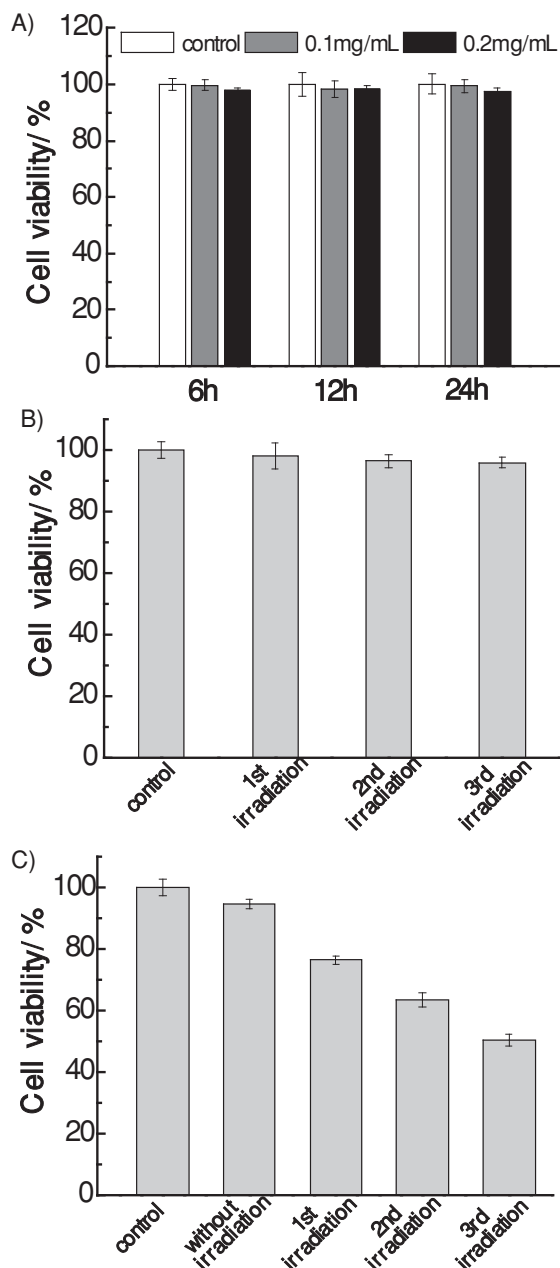 A)
120
100
80
60
40
20
0
Cell viability/ %
control 0.1mg/mL 0.2mg/mL
6h 12h 24h
B)
100
80
60
40
20
0
Cell viability/ %
control
1st
irradiation
2nd
irradiation
3rd
irradiation
C)
100
80
60
40
20
0
Cell viability/ %
control
without
irradiation
1st
irradiation
2nd
irradiation
3rd
irradiation